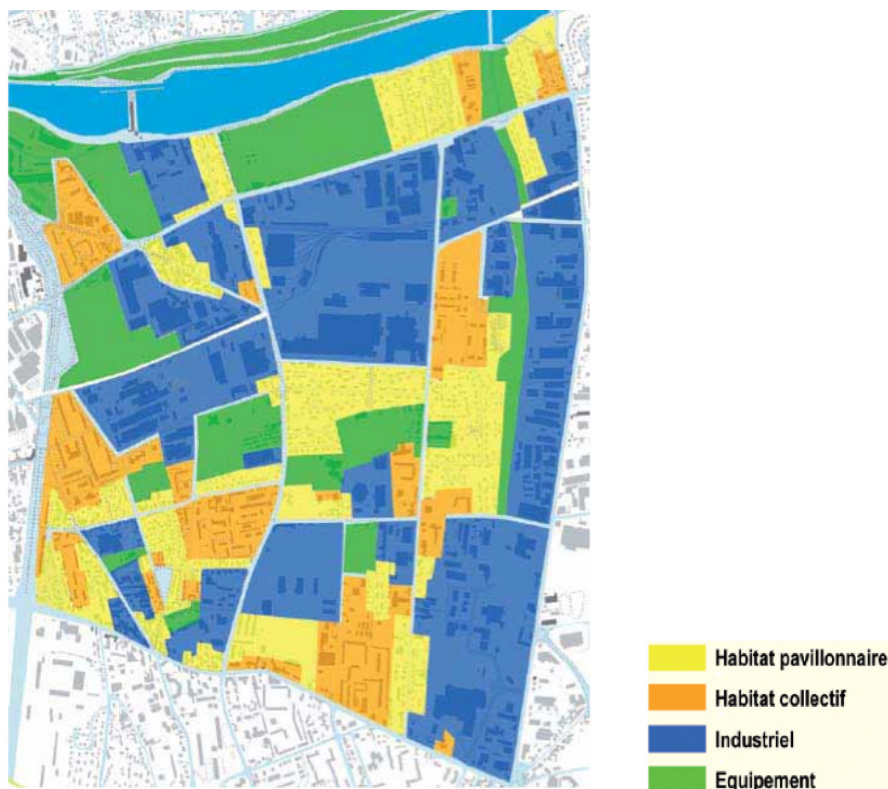 Habitat pavillonnaire
Habitat collectif
Industriel
Equipement